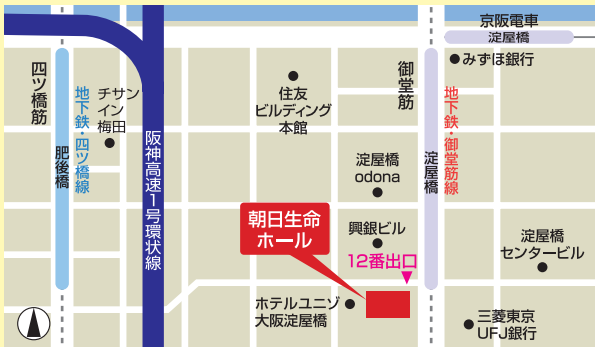 京阪電車
淀屋橋
みずほ銀行
四ツ橋筋
地下鉄・四ツ橋線
肥後橋
チサン
イン
梅田
阪神高速1号環状線
住友
ビルディング
本館
御堂筋
淀屋橋
地下鉄・御堂筋線
淀屋橋
odona
朝日生命
ホール
興銀ビル
12番出口
淀屋橋
センタービル
ホテルユニゾ
大阪淀屋橋
三菱東京
UFJ銀行